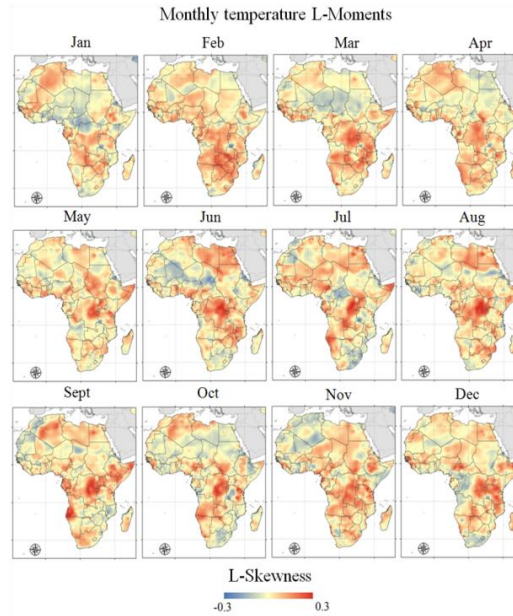 Monthly temperature L-Moments
Jan Feb Mar Apr
May Jun Jul Aug
Sept Oct Nov Dec
L-Skewness
-0.3 0.3